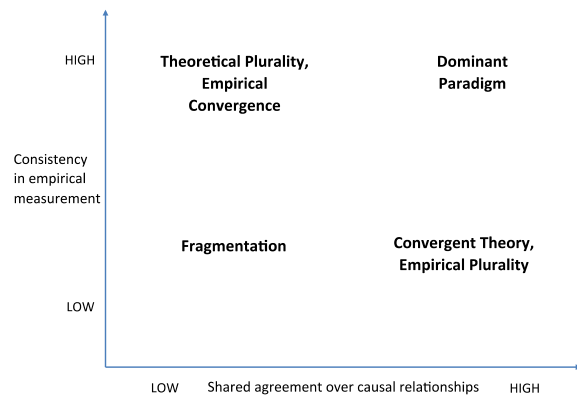 HIGH
Theoretical Plurality,
Empirical
Convergence
Dominant
Paradigm
Consistency
in empirical
measurement
Fragmentation
Convergent Theory,
Empirical Plurality
LOW
LOW
Shared agreement over causal relationships
HIGH